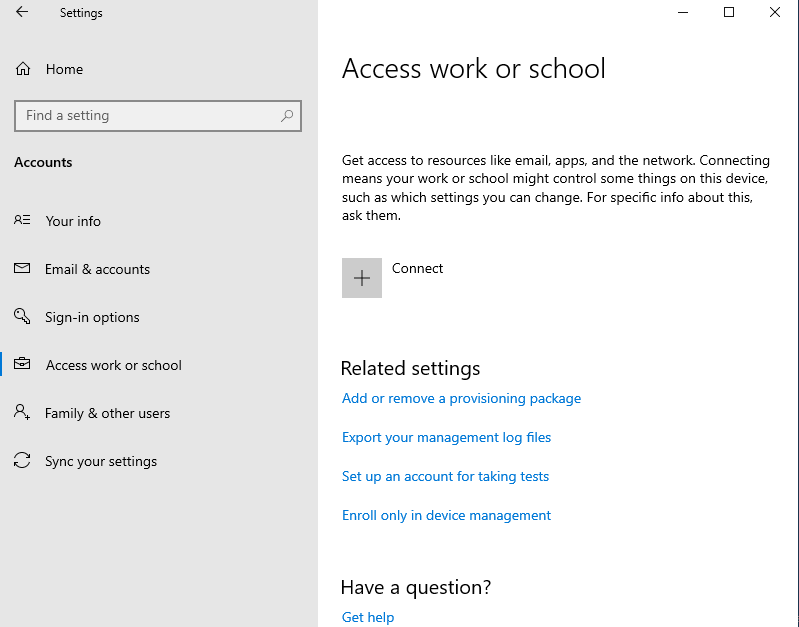 Settings
Home
Find a setting
Accounts
Your info
Email & accounts
Sign-in options
Access work or school
Family & other users
Sync your settings
Access work or school
Get access to resources like email, apps, and the network. Connecting
means your work or school might control some things on this device,
such as which settings you can change. For specific info about this,
ask them.
Connect
Related settings
Add or remove a provisioning package
Export your management log files
Set up an account for taking tests
Enroll only in device management
Have a question?
Get help